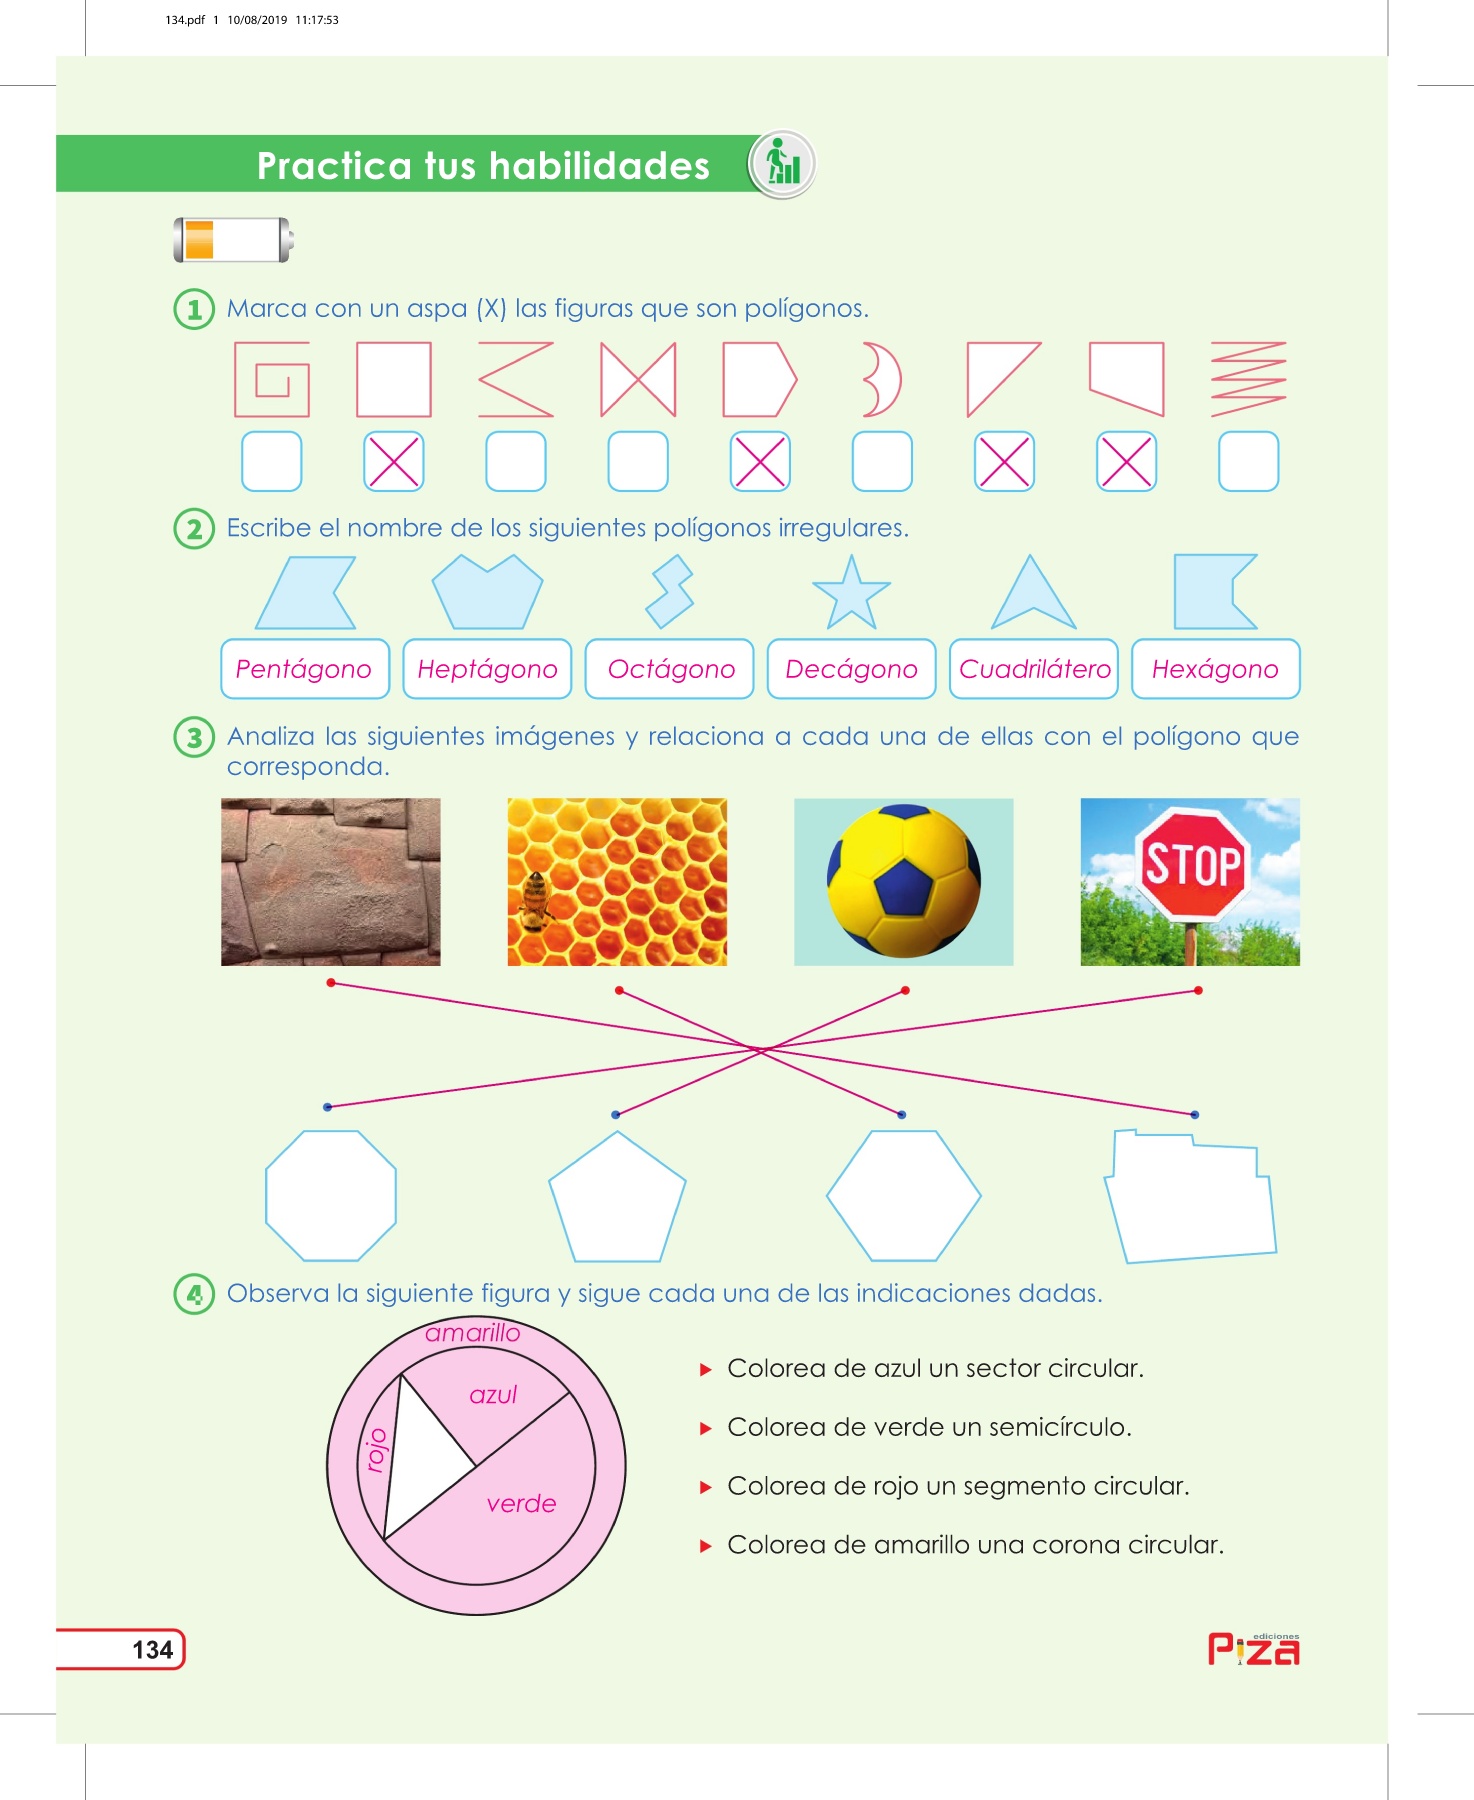 134.pdf 1 10/08/2019 11:17:53
Practica tus habilidades
1 Marca con un aspa (X) las figuras que son polígonos.
2 Escribe el nombre de los siguientes polígonos irregulares.
Pentágono Heptágono Octágono Decágono Cuadrilátero Hexágono
3 Analiza las siguientes imágenes y relaciona a cada una de ellas con el polígono que
corresponda.
STOP
4 Observa la siguiente figura y sigue cada una de las indicaciones dadas.
amarillo
azul
rojo
verde
Colorea de azul un sector circular.
Colorea de verde un semicírculo.
Colorea de rojo un segmento circular.
Colorea de amarillo una corona circular.
134
ediciones
Piza